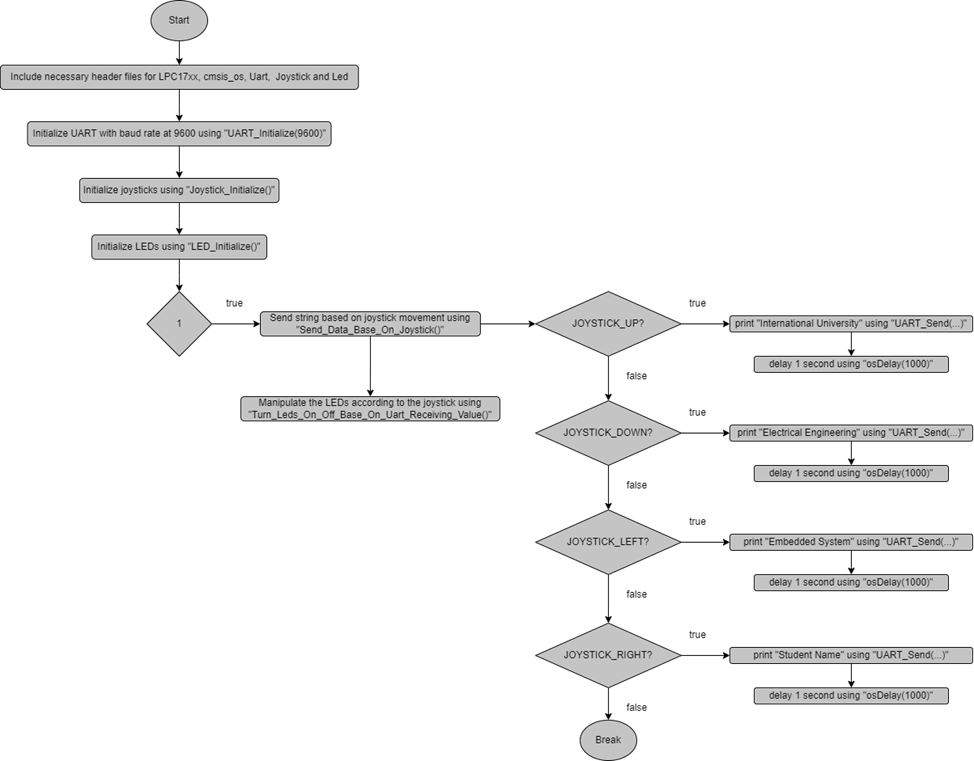 Start
Include necessary header files for LPC17xx, cmsis_os, Uart, Joystick and Led
Initialize UART with baud rate at 9600 using "UART_Initialize(9600)"
Initialize joysticks using "Joystick_Initialize()"
Initialize LEDs using "LED_Initialize()"
1
true
Send string based on joystick movement using
"Send_Data_Base_On_Joystick()"
Manipulate the LEDs according to the joystick using
"Turn_Leds_On_Off_Base_On_Uart_Receiving_Value()"
JOYSTICK_UP?
true
print "International University" using "UART_Send(...)"
delay 1 second using "osDelay(1000)"
false
JOYSTICK_DOWN?
true
print "Electrical Engineering" using "UART_Send(...)"
delay 1 second using "osDelay(1000)"
false
JOYSTICK_LEFT?
true
print "Embedded System" using "UART_Send(...)"
delay 1 second using "osDelay(1000)"
false
JOYSTICK_RIGHT?
true
print "Student Name" using "UART_Send(...)"
delay 1 second using "osDelay(1000)"
false
Break